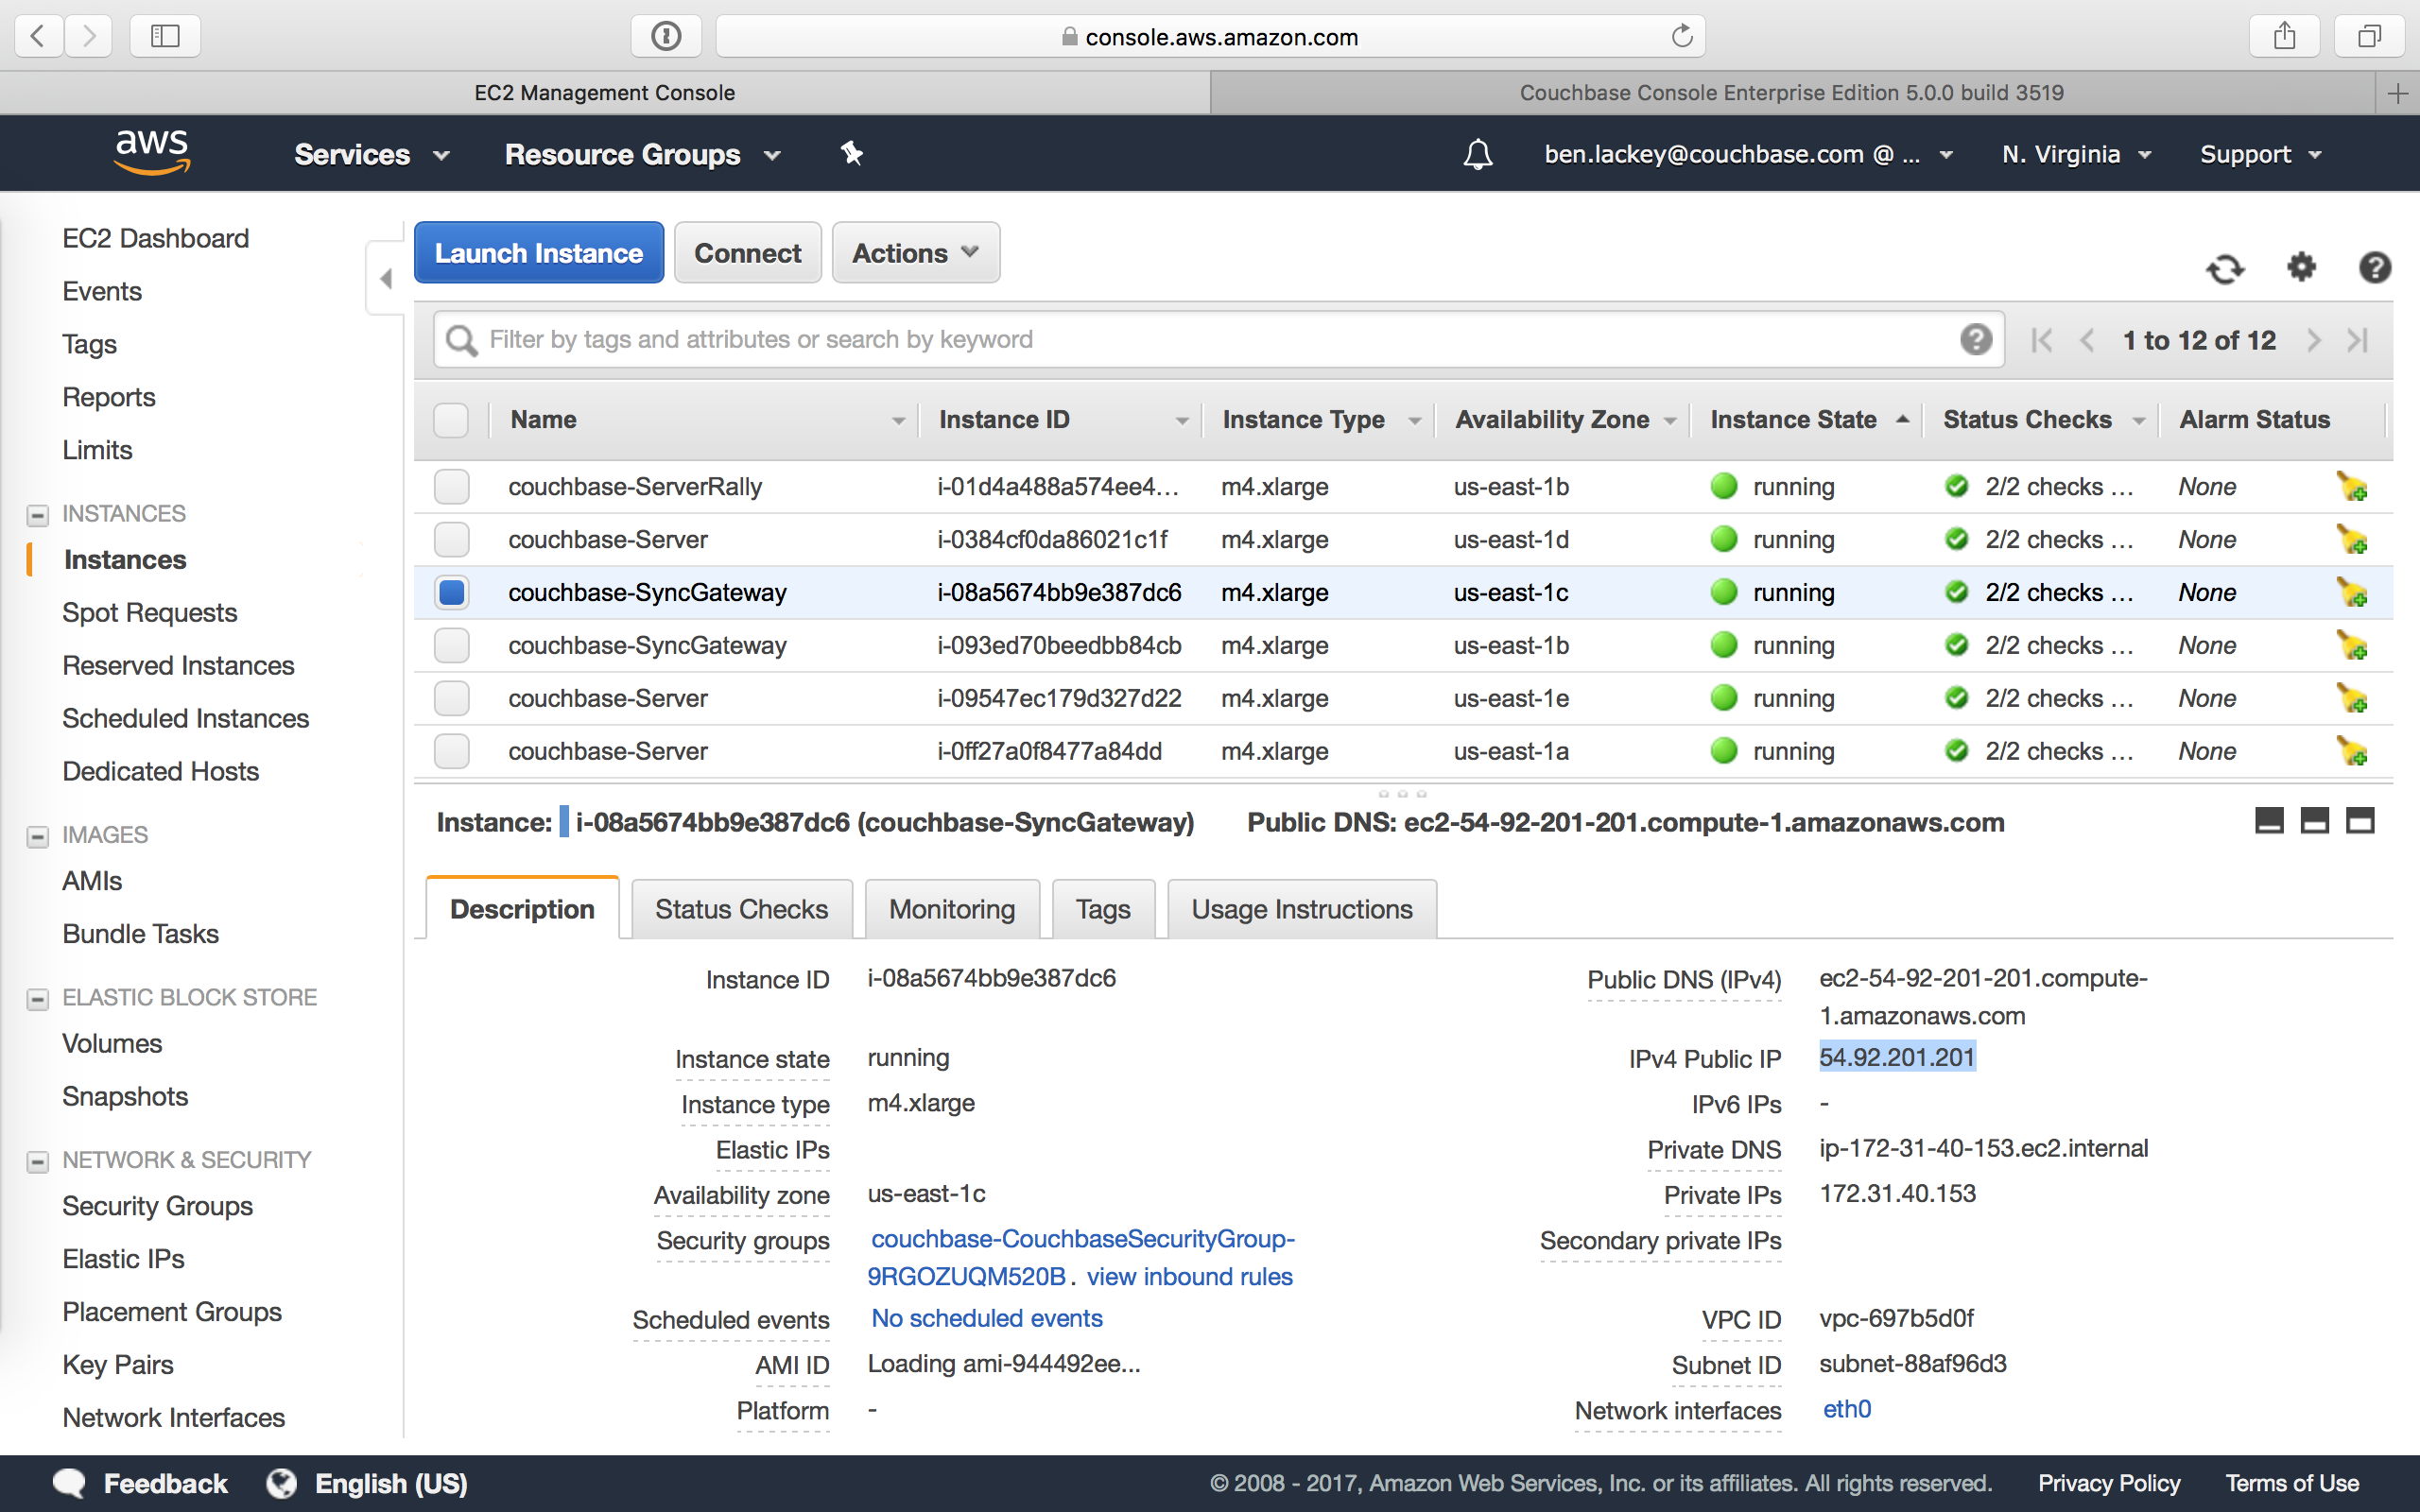 console.aws.amazon.com
EC2 Management Console
Couchbase Console Enterprise Edition 5.0.0 build 3519
aws
Services
Resource Groups
ben.lackey@couchbase.com @ ...
N. Virginia
Support
EC2 Dashboard
Events
Tags
Reports
Limits
INSTANCES
Instances
Spot Requests
Reserved Instances
Scheduled Instances
Dedicated Hosts
IMAGES
AMIs
Bundle Tasks
ELASTIC BLOCK STORE
Volumes
Snapshots
NETWORK & SECURITY
Security Groups
Elastic IPs
Placement Groups
Key Pairs
Network Interfaces
Launch Instance Connect Actions
Filter by tags and attributes or search by keyword
1 to 12 of 12
Name Instance ID Instance Type Availability Zone Instance State Status Checks Alarm Status
couchbase-ServerRally i-01d4a488a574ee4... m4.xlarge us-east-1b running 2/2 checks ... None
couchbase-Server i-0384cf0da86021c1f m4.xlarge us-east-1d running 2/2 checks ... None
couchbase-SyncGateway i-08a5674bb9e387dc6 m4.xlarge us-east-1c running 2/2 checks ... None
couchbase-SyncGateway i-093ed70beedbb84cb m4.xlarge us-east-1b running 2/2 checks ... None
couchbase-Server i-09547ec179d327d22 m4.xlarge us-east-1e running 2/2 checks ... None
couchbase-Server i-0ff27a0f8477a84dd m4.xlarge us-east-1a running 2/2 checks ... None
Instance: i-08a5674bb9e387dc6 (couchbase-SyncGateway) Public DNS: ec2-54-92-201-201.compute-1.amazonaws.com
Description Status Checks Monitoring Tags Usage Instructions
Instance ID i-08a5674bb9e387dc6
Instance state running
Instance type m4.xlarge
Elastic IPs
Availability zone us-east-1c
Security groups couchbase-CouchbaseSecurityGroup-
9RGOZUQM520B. view inbound rules
Scheduled events No scheduled events
AMI ID Loading ami-944492ee...
Platform -
Public DNS (IPv4) ec2-54-92-201-201.compute-
1.amazonaws.com
IPv4 Public IP 54.92.201.201
IPv6 IPs -
Private DNS ip-172-31-40-153.ec2.internal
Private IPs 172.31.40.153
Secondary private IPs
VPC ID vpc-697b5d0f
Subnet ID subnet-88af96d3
Network interfaces eth0
Feedback
English (US)
© 2008 - 2017, Amazon Web Services, Inc. or its affiliates. All rights reserved.
Privacy Policy
Terms of Use